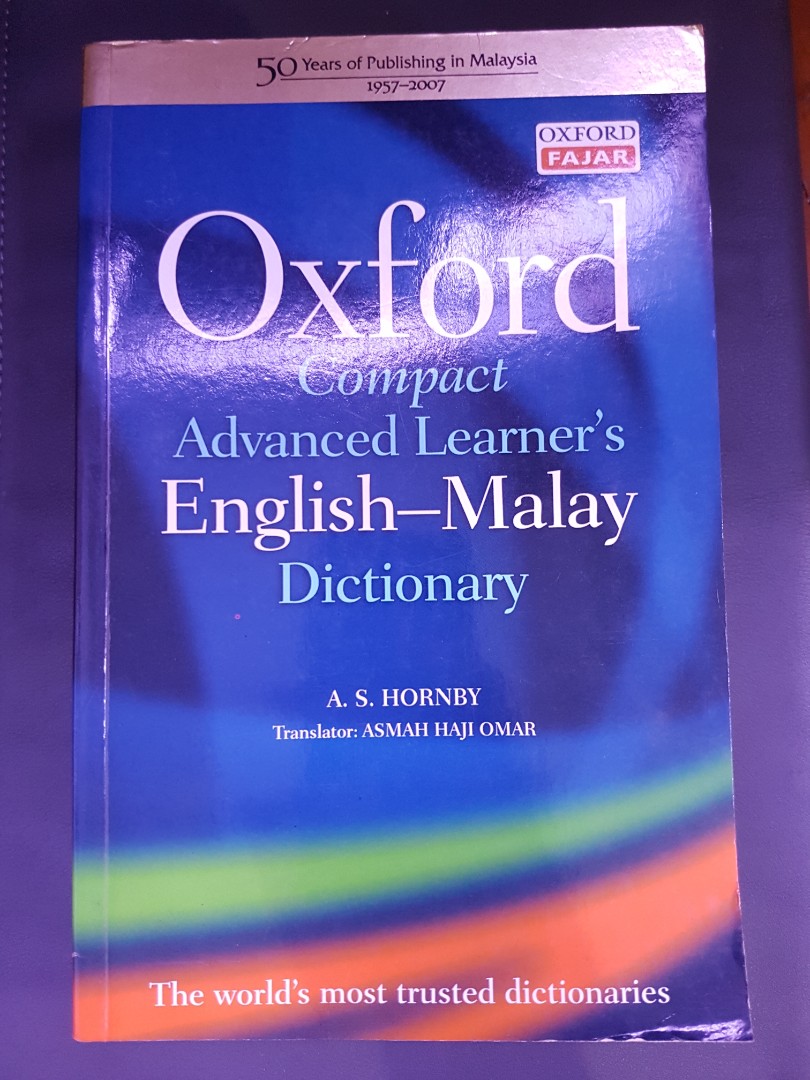 50 Years of Publishing in Malaysia
1957–2007
OXFORD
FAJAR
Oxford
Compact
Advanced Learner's
English–Malay
Dictionary
A. S. HORNBY
Translator: ASMAH HAJI OMAR
The world's most trusted dictionaries